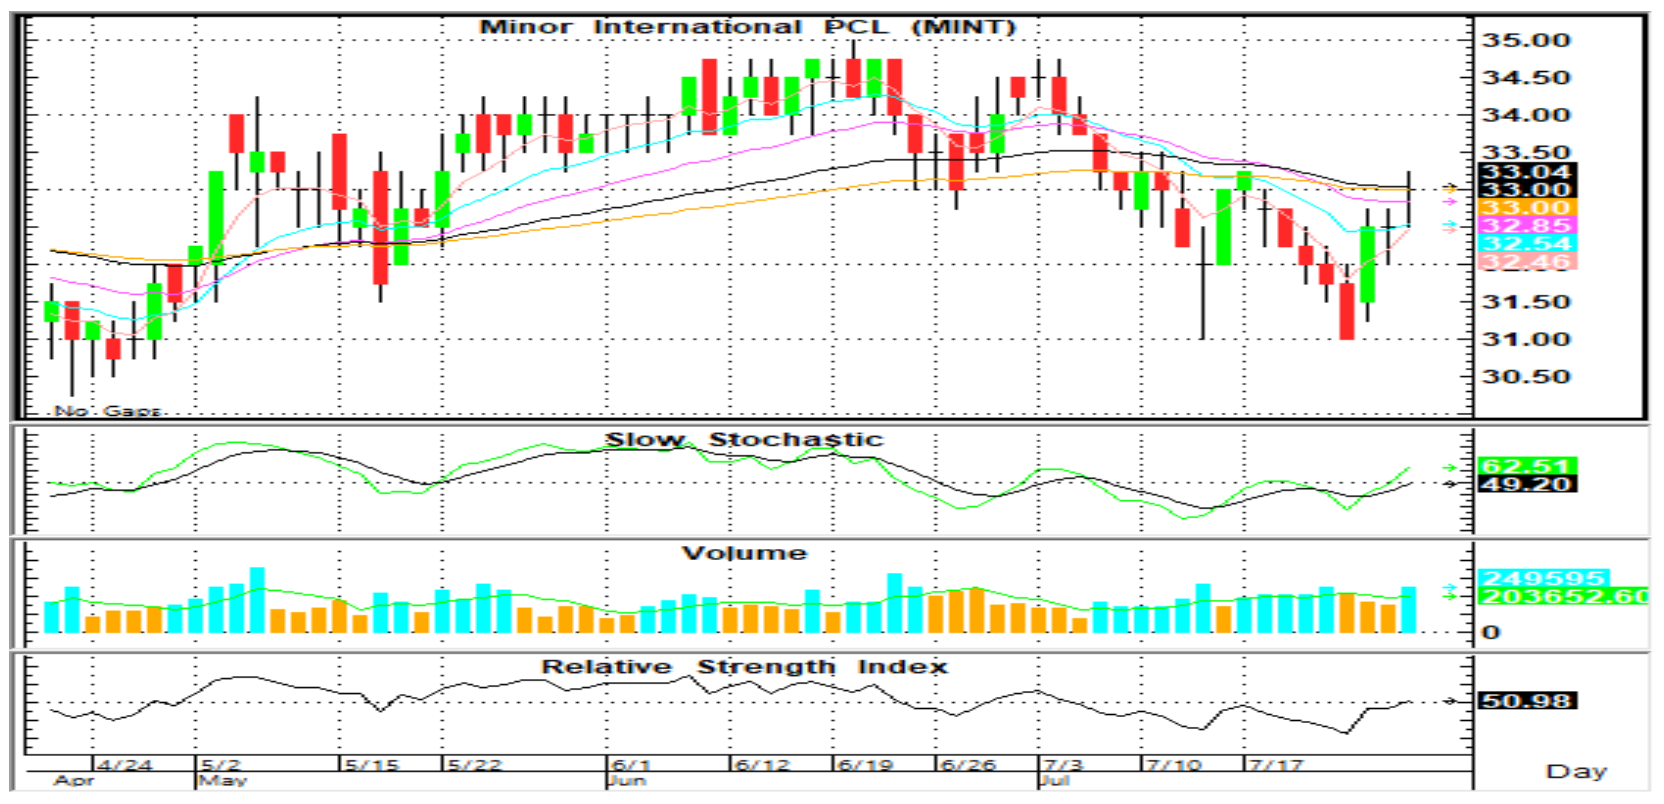 Minor International PCL (MINT)
35.00
34.50
34.00
33.50
33.04
33.00
33.00
32.85
32.54
32.46
31.50
31.00
30.50
No Gaps
Slow Stochastic
62.51
49.20
Volume
249595
203652.60
0
Relative Strength Index
50.98
4/24 5/2 5/15 5/22 6/1 6/12 6/19 6/26 7/3 7/10 7/17
Apr May Jun Jul
Day